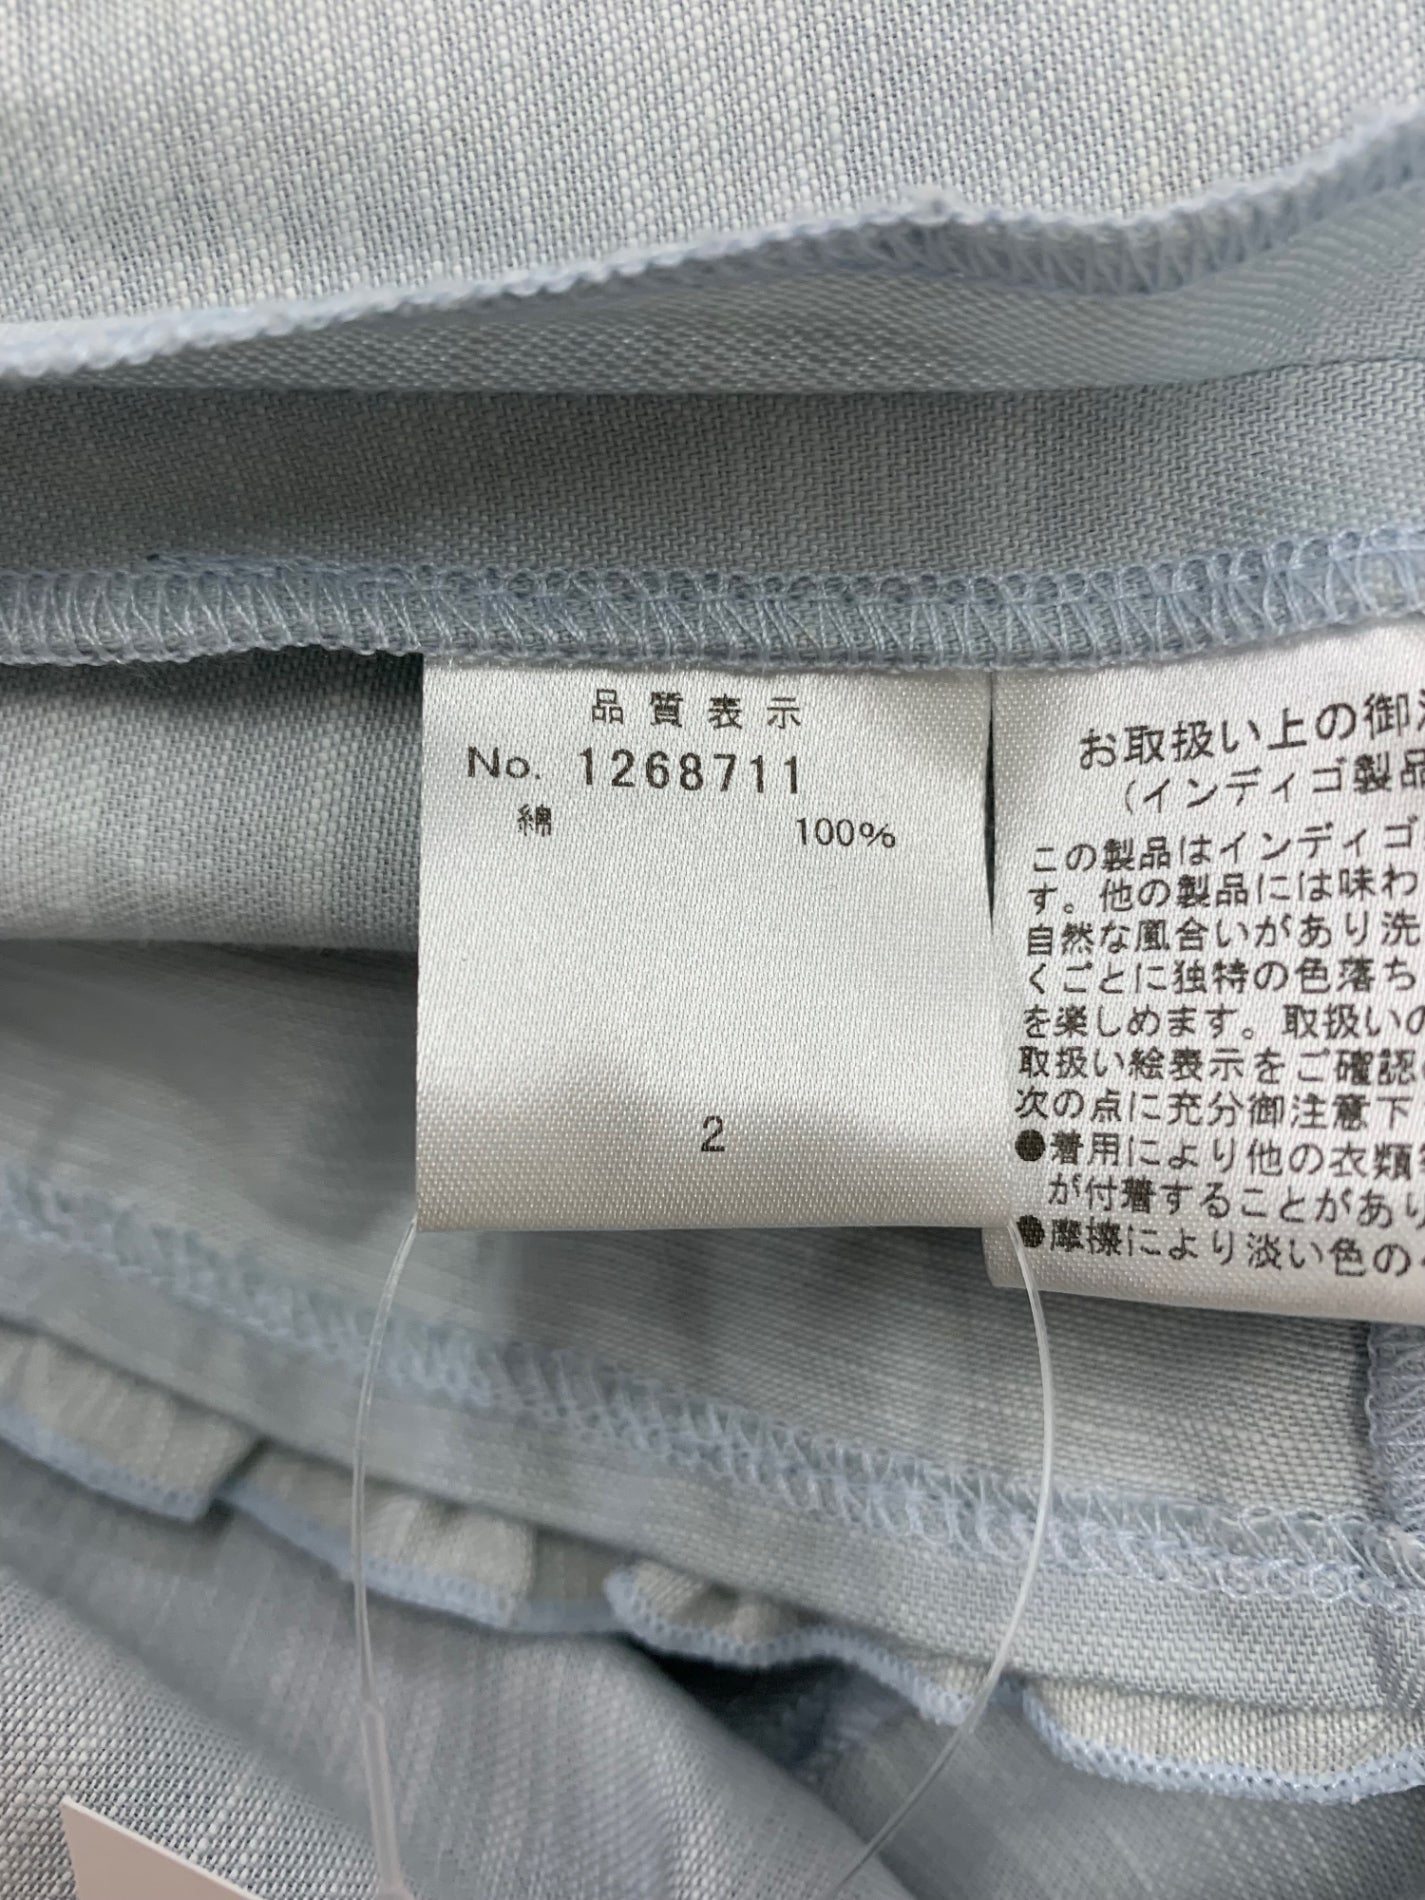 品質表示
No. 1268711
綿 100%
2
お取扱い上の御
(インディゴ製品
この製品はインディゴ
す。他の製品には味わ
自然な風合いがあり洗
くごとに独特の色落ち
を楽しめます。取扱いの
取扱い絵表示をご確認
次の点に充分御注意下
●着用により他の衣類
が付着することがあり
●摩擦により淡い色の